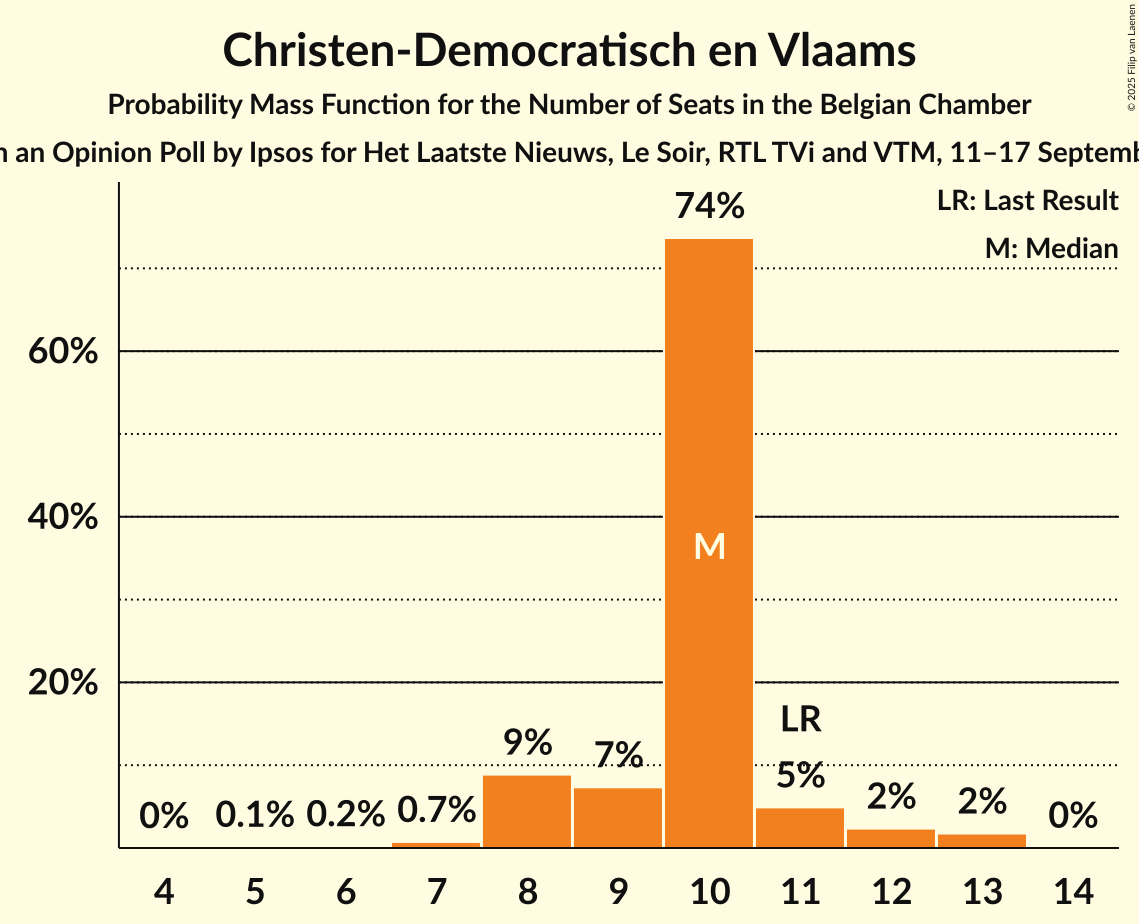 Christen-Democratisch en Vlaams
Probability Mass Function for the Number of Seats in the Belgian Chamber
an Opinion Poll by Ipsos for Het Laatste Nieuws, Le Soir, RTL TVi and VTM, 11–17
© 2025 Filip van Laenen
LR: Last Result
M: Median
74%
60%
40%
20%
M
LR
0%
0.1%
0.2%
0.7%
9%
7%
5%
2%
2%
0%
4 5 6 7 8 9 10 11 12 13 14